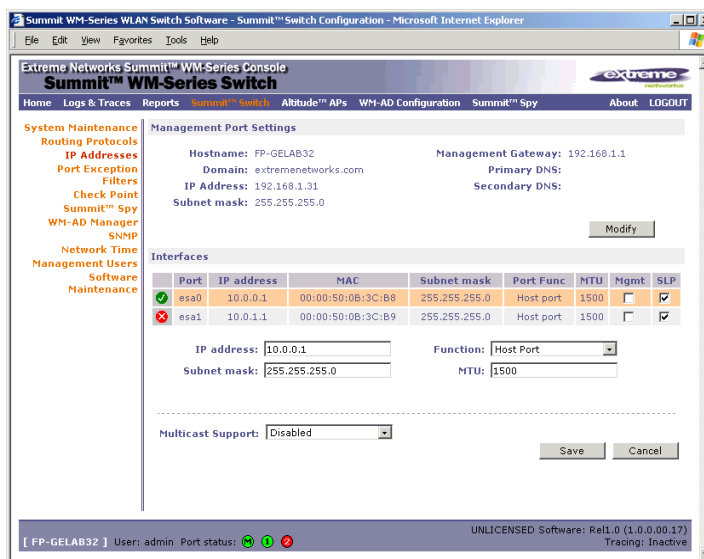 Summit WM-Series WLAN Switch Software - Summit™ Switch Configuration - Microsoft Internet Explorer
File Edit View Favorites Tools Help
Extreme Networks Summit™ WM-Series Console
Summit™ WM-Series Switch
extreme networks
Home Logs & Traces Reports Summit™ Switch Altitude™ APs WM-AD Configuration Summit™ Spy About LOGOUT
System Maintenance
Routing Protocols
IP Addresses
Port Exception
Filters
Check Point
Summit™ Spy
WM-AD Manager
SNMP
Network Time
Management Users
Software
Maintenance
Management Port Settings
Hostname: FP-GELAB32 Management Gateway: 192.168.1.1
Domain: extremenetworks.com Primary DNS:
IP Address: 192.168.1.31 Secondary DNS:
Subnet mask: 255.255.255.0
Modify
Interfaces
Port IP address MAC Subnet mask Port Func MTU Mgmt SLP
esa0 10.0.0.1 00:00:50:0B:3C:B8 255.255.255.0 Host port 1500
esa1 10.0.1.1 00:00:50:0B:3C:B9 255.255.255.0 Host port 1500
IP address: 10.0.0.1 Function: Host Port
Subnet mask: 255.255.255.0 MTU: 1500
Multicast Support: Disabled
Save Cancel
[ FP-GELAB32 ] User: admin Port status: M 1 2
UNLICENSED Software: Rel1.0 (1.0.0.00.17)
Tracing: Inactive